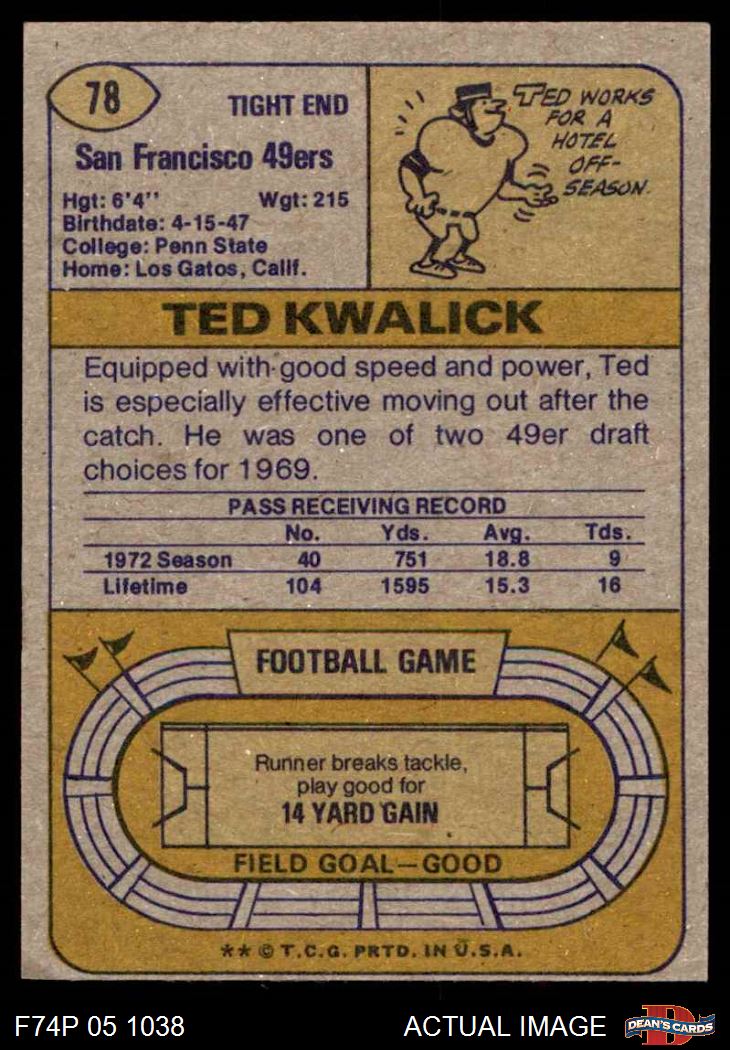 78
TIGHT END
San Francisco 49ers
Hgt: 6'4" Wgt: 215
Birthdate: 4-15-47
College: Penn State
Home: Los Gatos, Calif.
TED WORKS
FOR A
HOTEL
OFF-
SEASON.
TED KWALICK
Equipped with good speed and power, Ted
is especially effective moving out after the
catch. He was one of two 49er draft
choices for 1969.
PASS RECEIVING RECORD
No. Yds. Avg. Tds.
1972 Season 40 751 18.8 9
Lifetime 104 1595 15.3 16
FOOTBALL GAME
Runner breaks tackle,
play good for
14 YARD GAIN
FIELD GOAL—GOOD
** © T.C.G. PRTD. IN U.S.A.
F74P 05 1038 ACTUAL IMAGE
D
DEAN'S CARDS